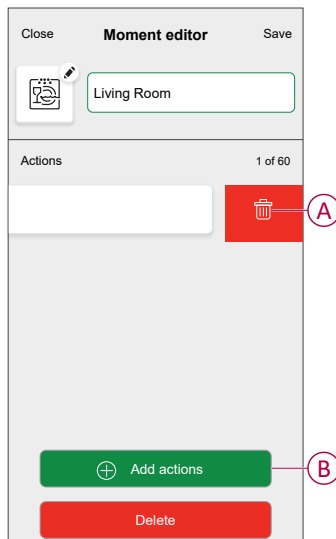 Close Moment editor Save
Living Room
Actions 1 of 60
A
Add actions B
Delete